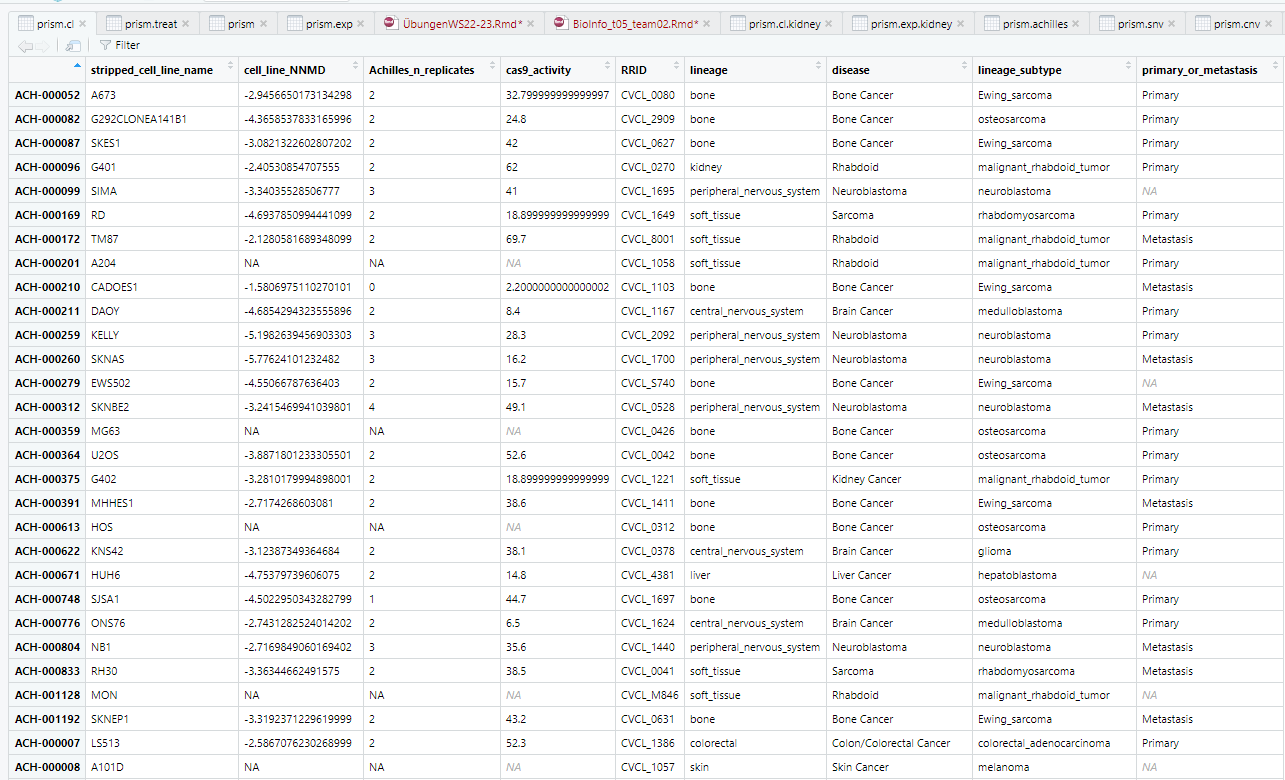 prism.cl × prism.treat × prism × prism.exp × ÜbungenWS22-23.Rmd* × BioInfo_t05_team02.Rmd* × prism.cl.kidney × prism.exp.kidney × prism.achilles × prism.snv × prism.cnv ×
Filter
stripped_cell_line_name cell_line_NNMD Achilles_n_replicates cas9_activity RRID lineage disease lineage_subtype primary_or_metastasis
ACH-000052 A673 -2.9456650173134298 2 32.799999999999997 CVCL_0080 bone Bone Cancer Ewing_sarcoma Primary
ACH-000082 G292CLONEA141B1 -4.3658537833165996 2 24.8 CVCL_2909 bone Bone Cancer osteosarcoma Primary
ACH-000087 SKES1 -3.0821322602807202 2 42 CVCL_0627 bone Bone Cancer Ewing_sarcoma Primary
ACH-000096 G401 -2.40530854707555 2 62 CVCL_0270 kidney Rhabdoid malignant_rhabdoid_tumor Primary
ACH-000099 SIMA -3.34035528506777 3 41 CVCL_1695 peripheral_nervous_system Neuroblastoma neuroblastoma NA
ACH-000169 RD -4.6937850994441099 2 18.899999999999999 CVCL_1649 soft_tissue Sarcoma rhabdomyosarcoma Primary
ACH-000172 TM87 -2.1280581689348099 2 69.7 CVCL_8001 soft_tissue Rhabdoid malignant_rhabdoid_tumor Metastasis
ACH-000201 A204 NA NA NA CVCL_1058 soft_tissue Rhabdoid malignant_rhabdoid_tumor Primary
ACH-000210 CADOES1 -1.5806975110270101 0 2.2000000000000002 CVCL_1103 bone Bone Cancer Ewing_sarcoma Metastasis
ACH-000211 DAOY -4.6854294323555896 2 8.4 CVCL_1167 central_nervous_system Brain Cancer medulloblastoma Primary
ACH-000259 KELLY -5.1982639456903303 3 28.3 CVCL_2092 peripheral_nervous_system Neuroblastoma neuroblastoma Primary
ACH-000260 SKNAS -5.77624101232482 3 16.2 CVCL_1700 peripheral_nervous_system Neuroblastoma neuroblastoma Metastasis
ACH-000279 EWS502 -4.55066787636403 2 15.7 CVCL_S740 bone Bone Cancer Ewing_sarcoma NA
ACH-000312 SKNBE2 -3.2415469941039801 4 49.1 CVCL_0528 peripheral_nervous_system Neuroblastoma neuroblastoma Metastasis
ACH-000359 MG63 NA NA NA CVCL_0426 bone Bone Cancer osteosarcoma Primary
ACH-000364 U2OS -3.8871801233305501 2 52.6 CVCL_0042 bone Bone Cancer osteosarcoma Primary
ACH-000375 G402 -3.2810179994898001 2 18.899999999999999 CVCL_1221 soft_tissue Kidney Cancer malignant_rhabdoid_tumor Primary
ACH-000391 MHHES1 -2.7174268603081 2 38.6 CVCL_1411 bone Bone Cancer Ewing_sarcoma Metastasis
ACH-000613 HOS NA NA NA CVCL_0312 bone Bone Cancer osteosarcoma Primary
ACH-000622 KNS42 -3.12387349364684 2 38.1 CVCL_0378 central_nervous_system Brain Cancer glioma Primary
ACH-000671 HUH6 -4.75379739606075 2 14.8 CVCL_4381 liver Liver Cancer hepatoblastoma NA
ACH-000748 SJSA1 -4.5022950343282799 1 44.7 CVCL_1697 bone Bone Cancer osteosarcoma Primary
ACH-000776 ONS76 -2.7431282524014202 2 6.5 CVCL_1624 central_nervous_system Brain Cancer medulloblastoma Primary
ACH-000804 NB1 -2.7169849060169402 3 35.6 CVCL_1440 peripheral_nervous_system Neuroblastoma neuroblastoma Metastasis
ACH-000833 RH30 -3.36344662491575 2 38.5 CVCL_0041 soft_tissue Sarcoma rhabdomyosarcoma Metastasis
ACH-001128 MON NA NA NA CVCL_M846 soft_tissue Rhabdoid malignant_rhabdoid_tumor NA
ACH-001192 SKNEP1 -3.3192371229619999 2 43.2 CVCL_0631 bone Bone Cancer Ewing_sarcoma Metastasis
ACH-000007 LS513 -2.5867076230268999 2 52.3 CVCL_1386 colorectal Colon/Colorectal Cancer colorectal_adenocarcinoma Primary
ACH-000008 A101D NA NA NA CVCL_1057 skin Skin Cancer melanoma NA